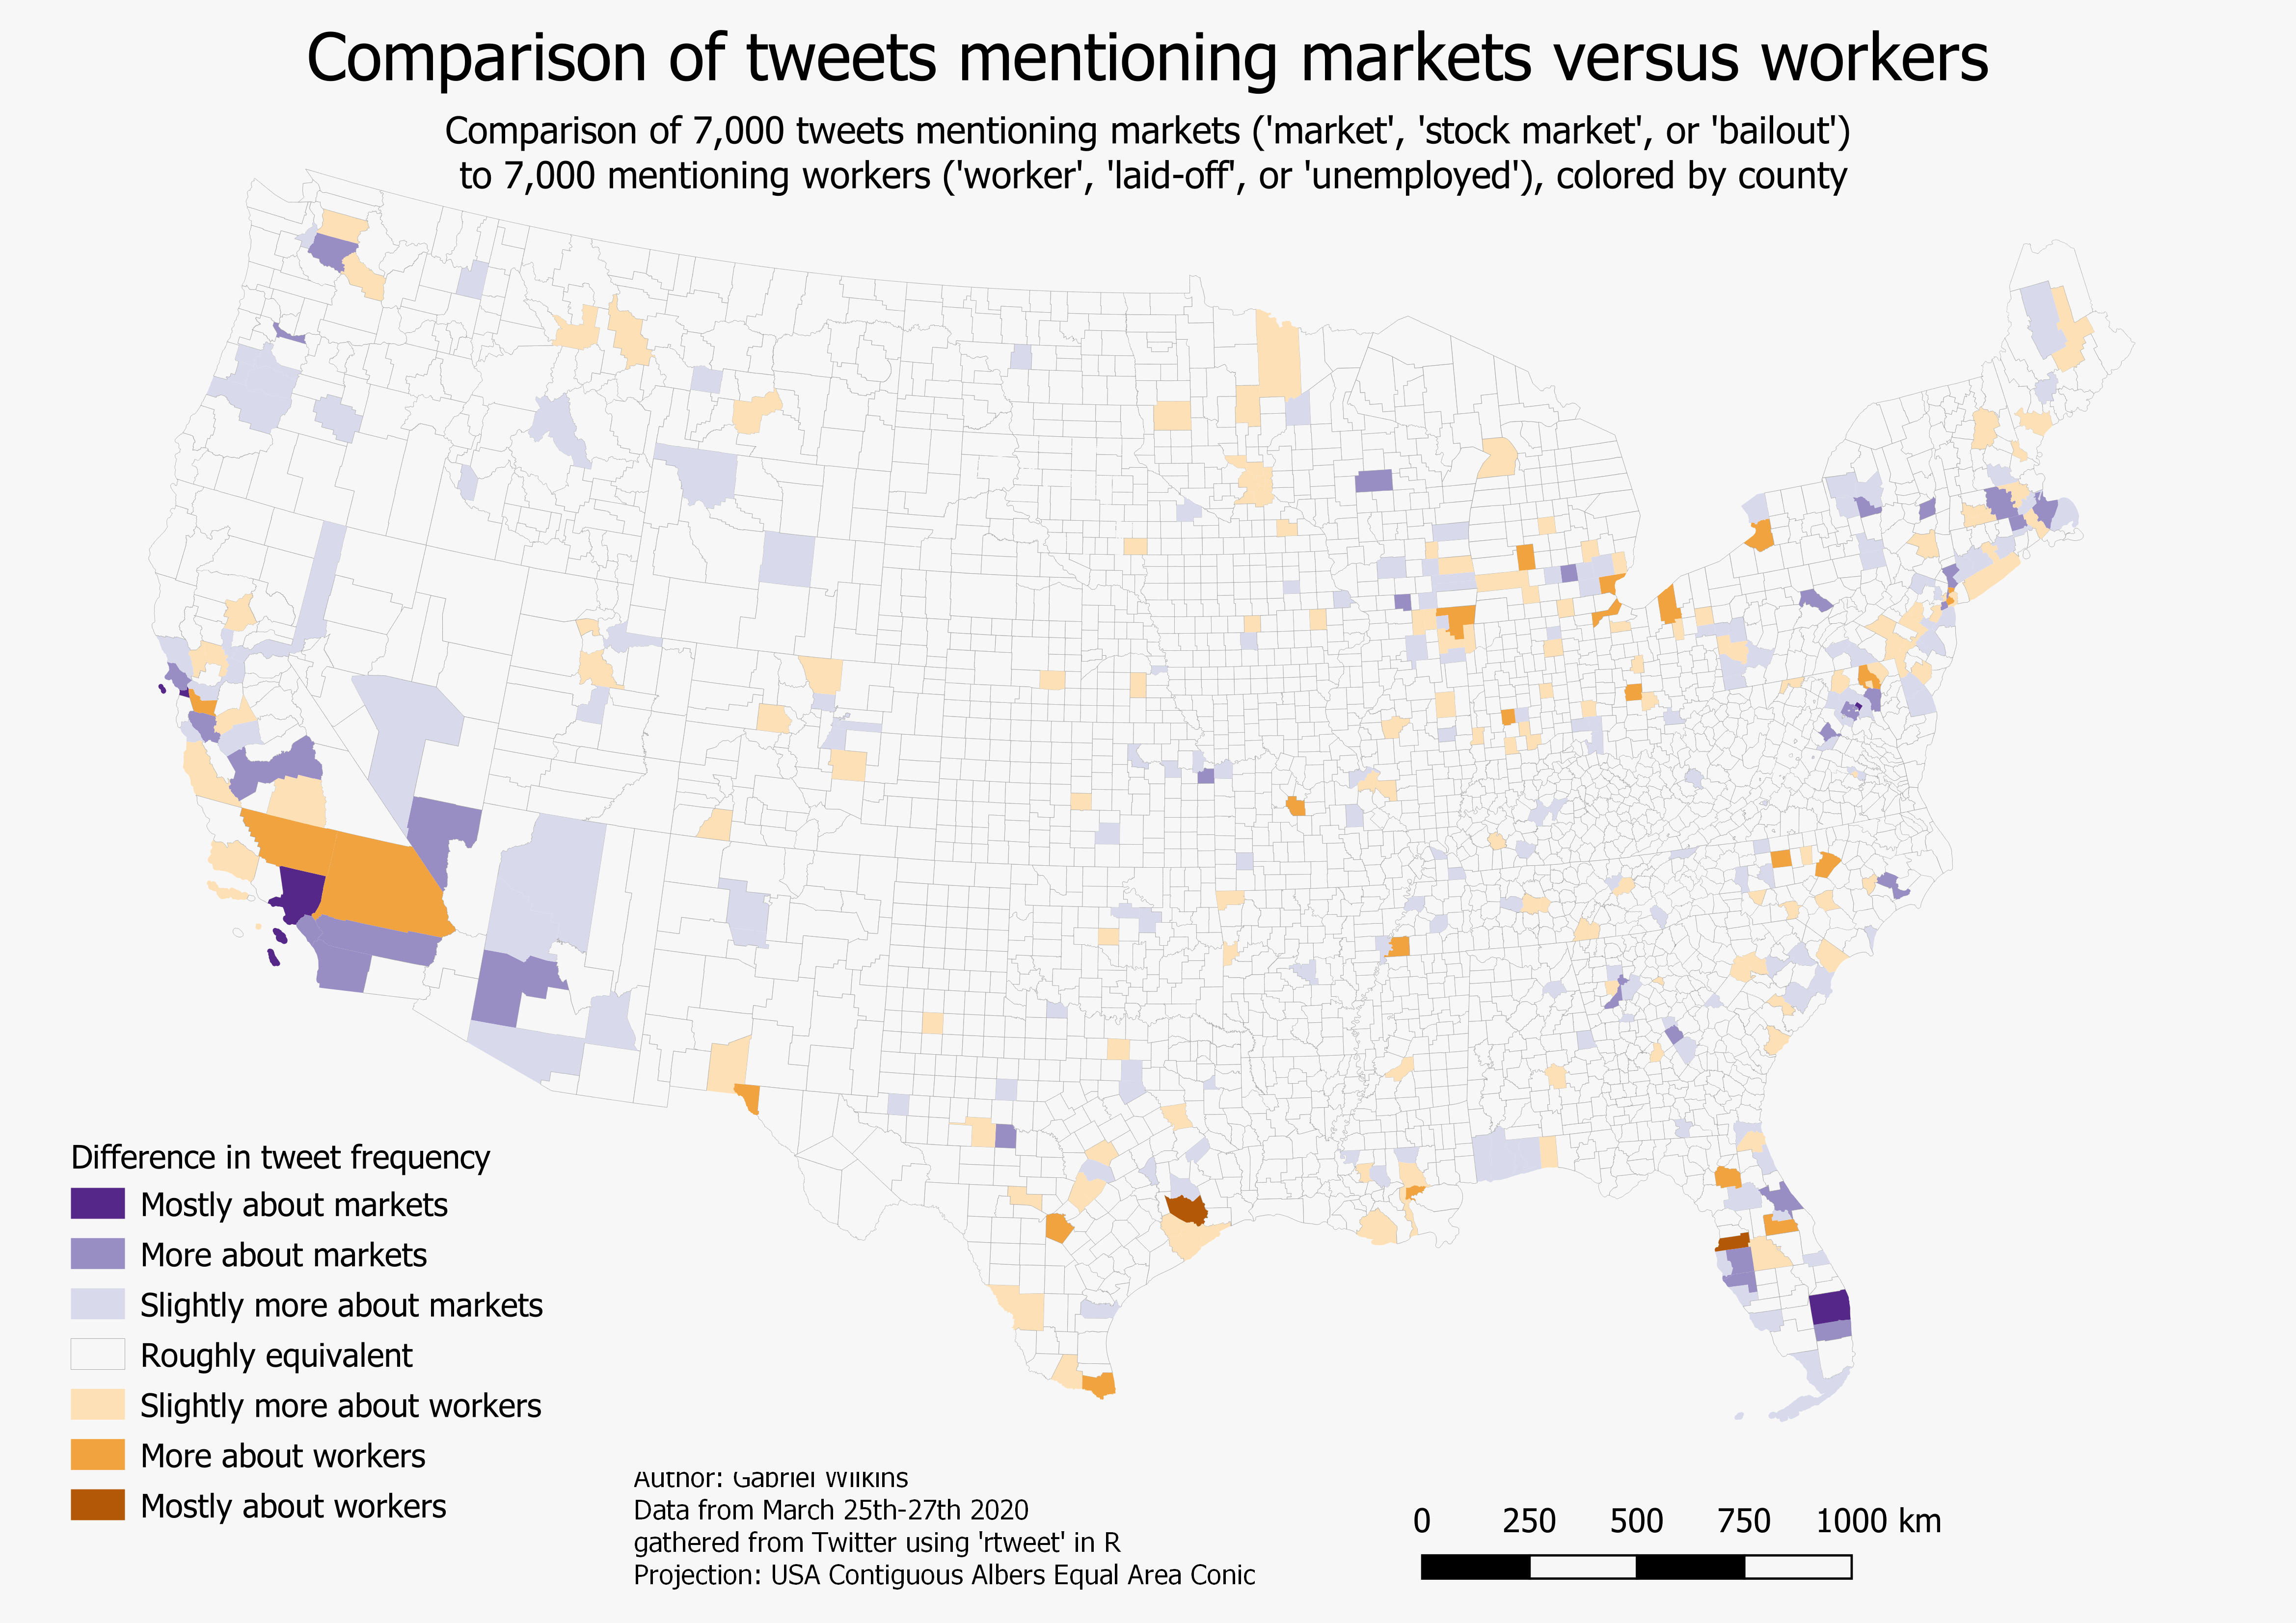 Comparison of tweets mentioning markets versus workers
Comparison of 7,000 tweets mentioning markets ('market', 'stock market', or 'bailout')
to 7,000 mentioning workers ('worker', 'laid-off', or 'unemployed'), colored by county
Difference in tweet frequency
Mostly about markets
More about markets
Slightly more about markets
Roughly equivalent
Slightly more about workers
More about workers
Mostly about workers
Author: Gabriel Wilkins
Data from March 25th-27th 2020
gathered from Twitter using 'rtweet' in R
Projection: USA Contiguous Albers Equal Area Conic
0 250 500 750 1000 km